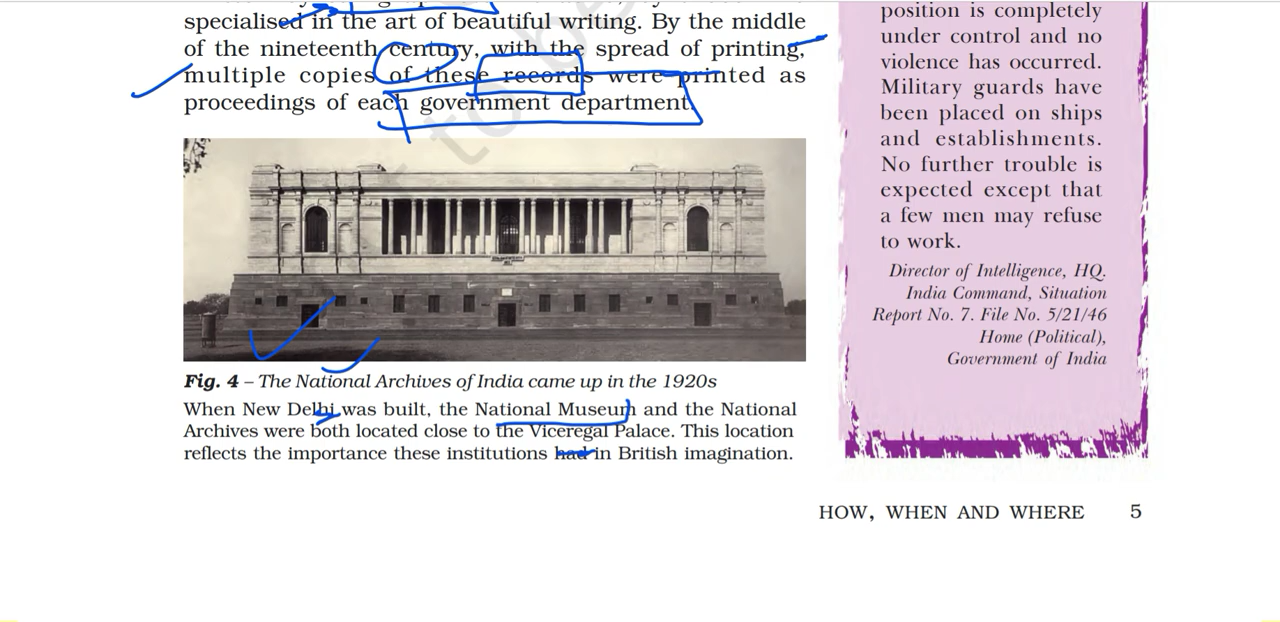 specialised in the art of beautiful writing. By the middle
of the nineteenth century, with the spread of printing,
multiple copies of these records were printed as
proceedings of each government department.
to be
Fig. 4 – The National Archives of India came up in the 1920s
When New Delhi was built, the National Museum and the National
Archives were both located close to the Viceregal Palace. This location
reflects the importance these institutions had in British imagination.
position is completely
under control and no
violence has occurred.
Military guards have
been placed on ships
and establishments.
No further trouble is
expected except that
a few men may refuse
to work.
Director of Intelligence, HQ.
India Command, Situation
Report No. 7. File No. 5/21/46
Home (Political),
Government of India
HOW, WHEN AND WHERE 5